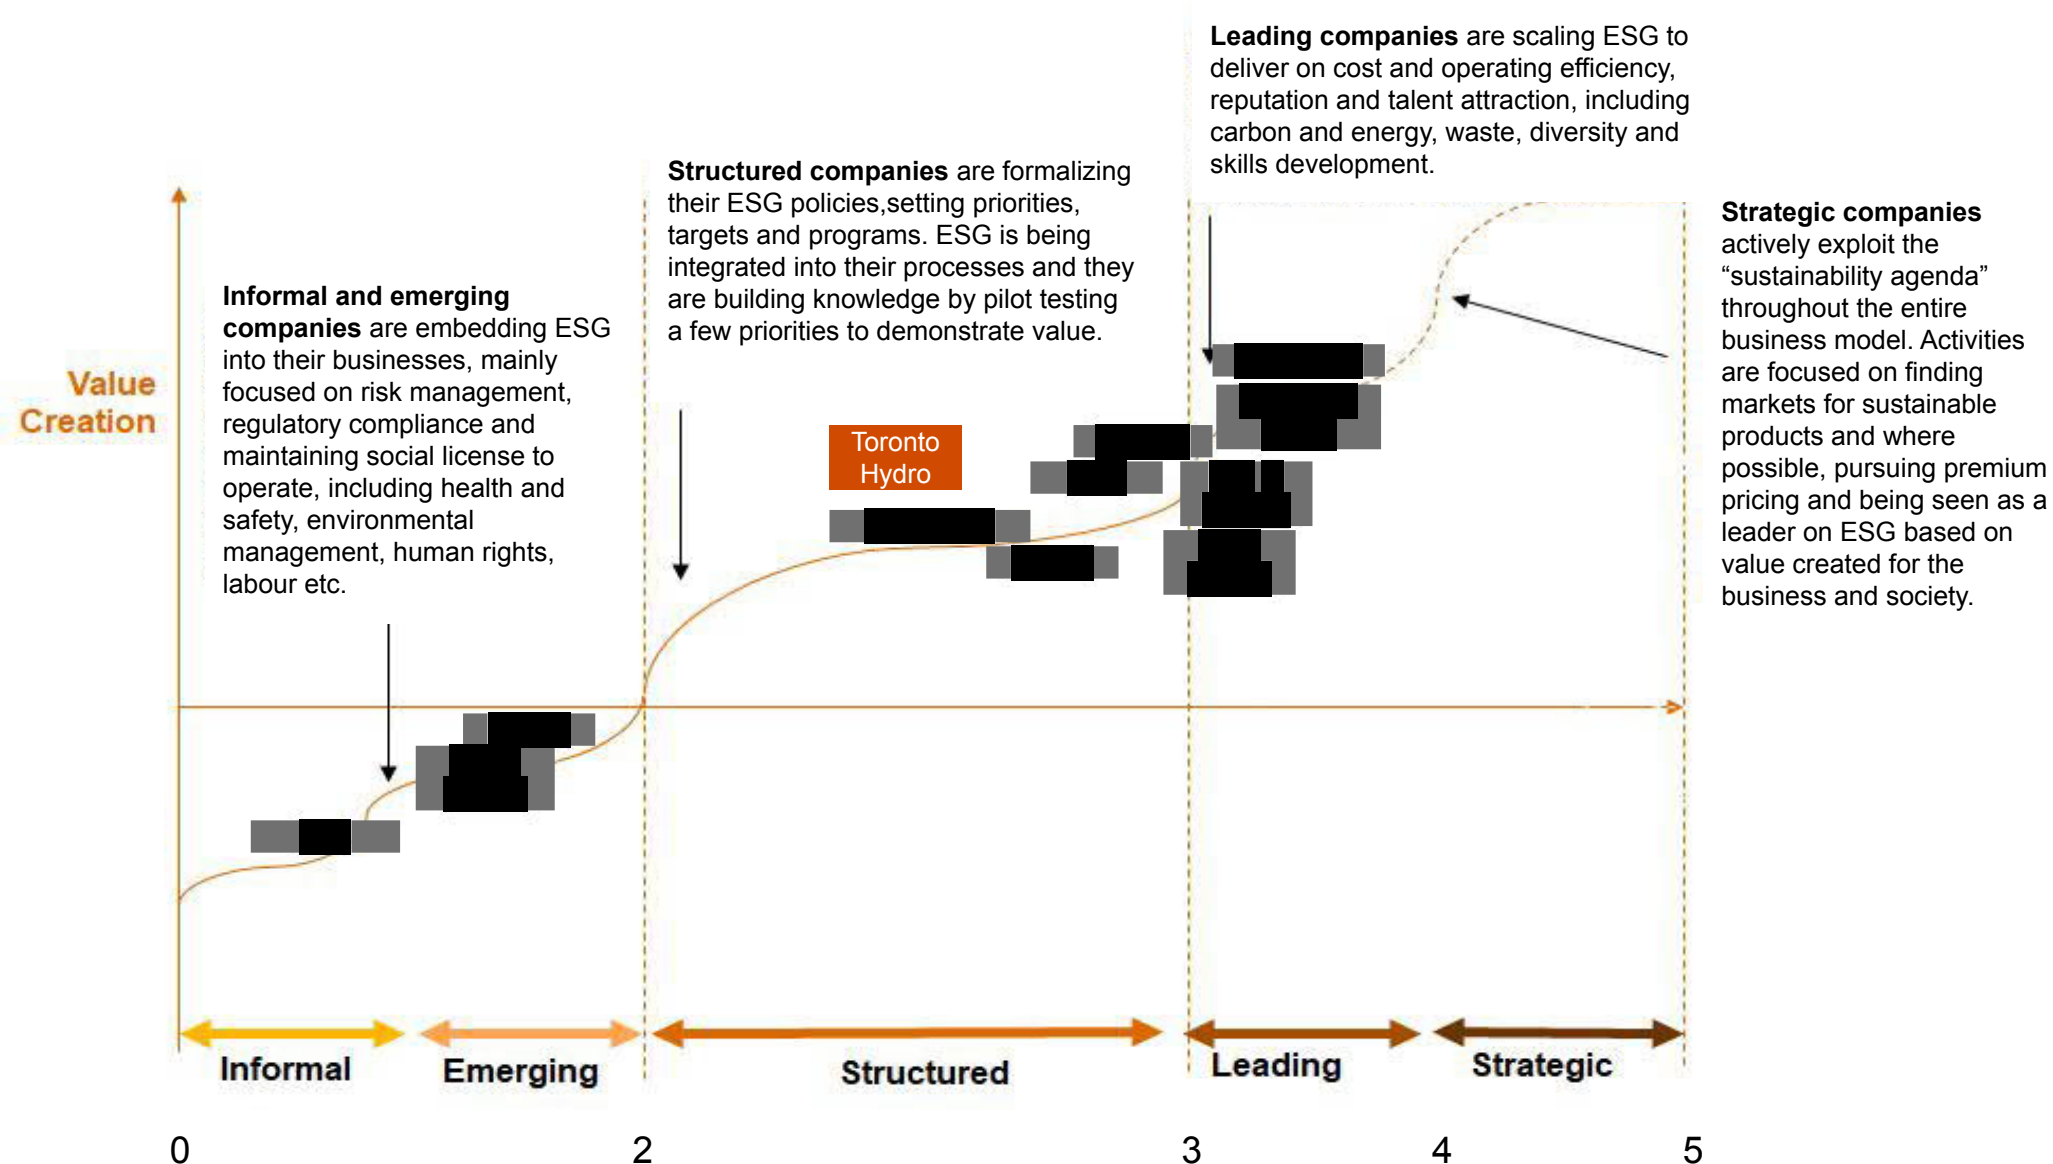 Leading companies are scaling ESG to
deliver on cost and operating efficiency,
reputation and talent attraction, including
carbon and energy, waste, diversity and
skills development.
Structured companies are formalizing
their ESG policies,setting priorities,
targets and programs. ESG is being
integrated into their processes and they
are building knowledge by pilot testing
a few priorities to demonstrate value.
Strategic companies
actively exploit the
“sustainability agenda”
throughout the entire
business model. Activities
are focused on finding
markets for sustainable
products and where
possible, pursuing premium
pricing and being seen as a
leader on ESG based on
value created for the
business and society.
Informal and emerging
companies are embedding ESG
into their businesses, mainly
focused on risk management,
regulatory compliance and
maintaining social license to
operate, including health and
safety, environmental
management, human rights,
labour etc.
Value
Creation
Toronto
Hydro
Informal
Emerging
Structured
Leading
Strategic
0
2
3
4
5